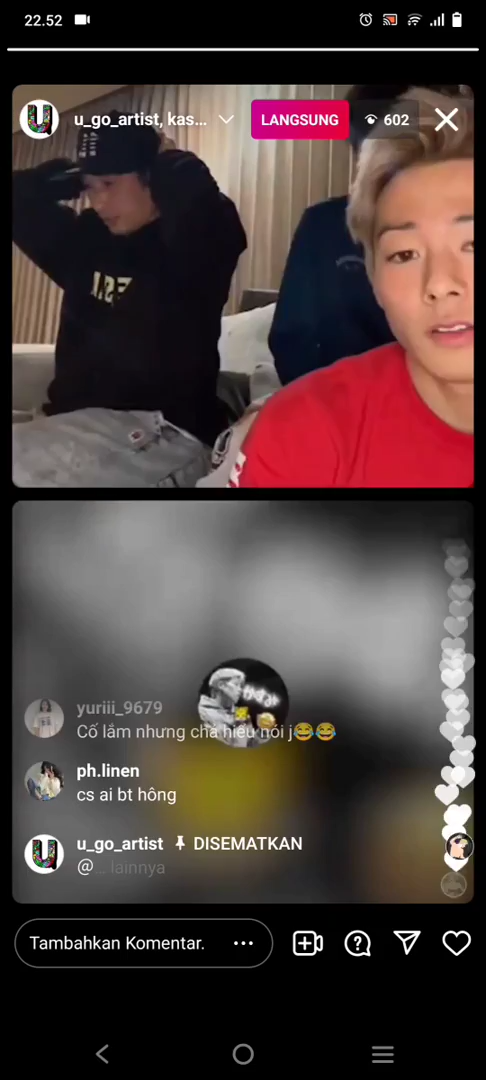 22.52
u_go_artist, kas...
LANGSUNG
602
yuriii_9679
Cố lắm nhưng chả hiểu nói j😂😂
ph.linen
cs ai bt hông
u_go_artist DISEMATKAN
@... lainnya
Tambahkan Komentar.